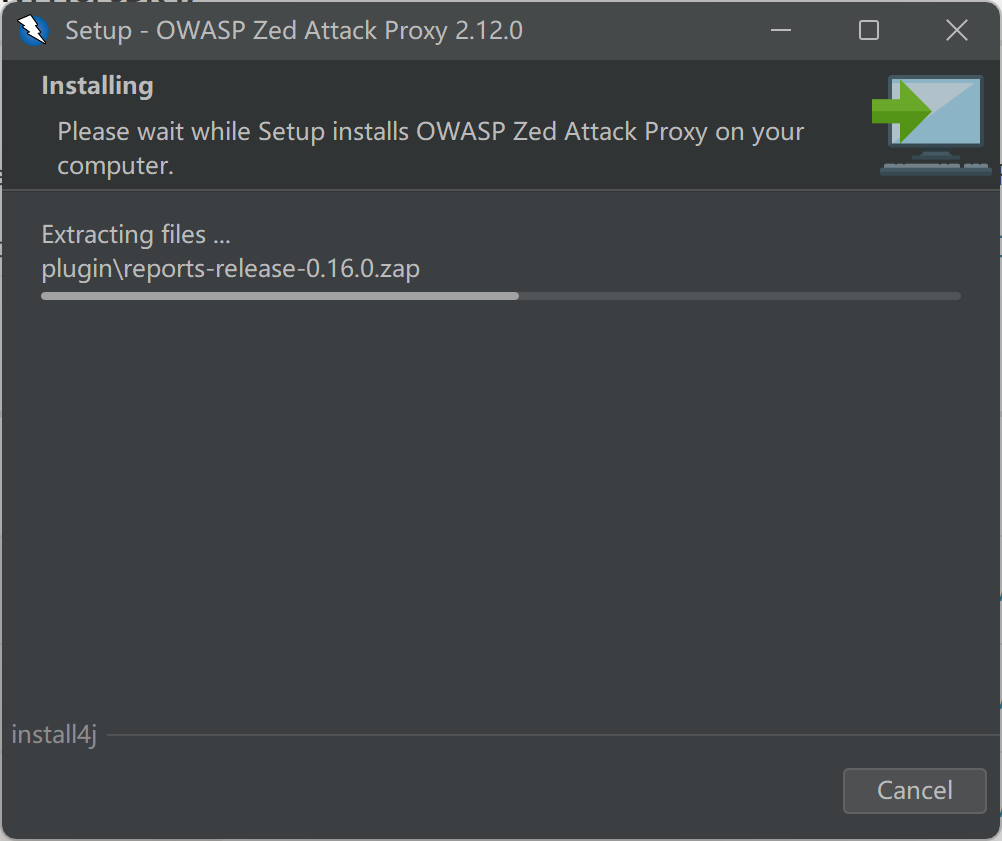 Setup - OWASP Zed Attack Proxy 2.12.0
Installing
Please wait while Setup installs OWASP Zed Attack Proxy on your
computer.
Extracting files ...
plugin\reports-release-0.16.0.zap
install4j
Cancel